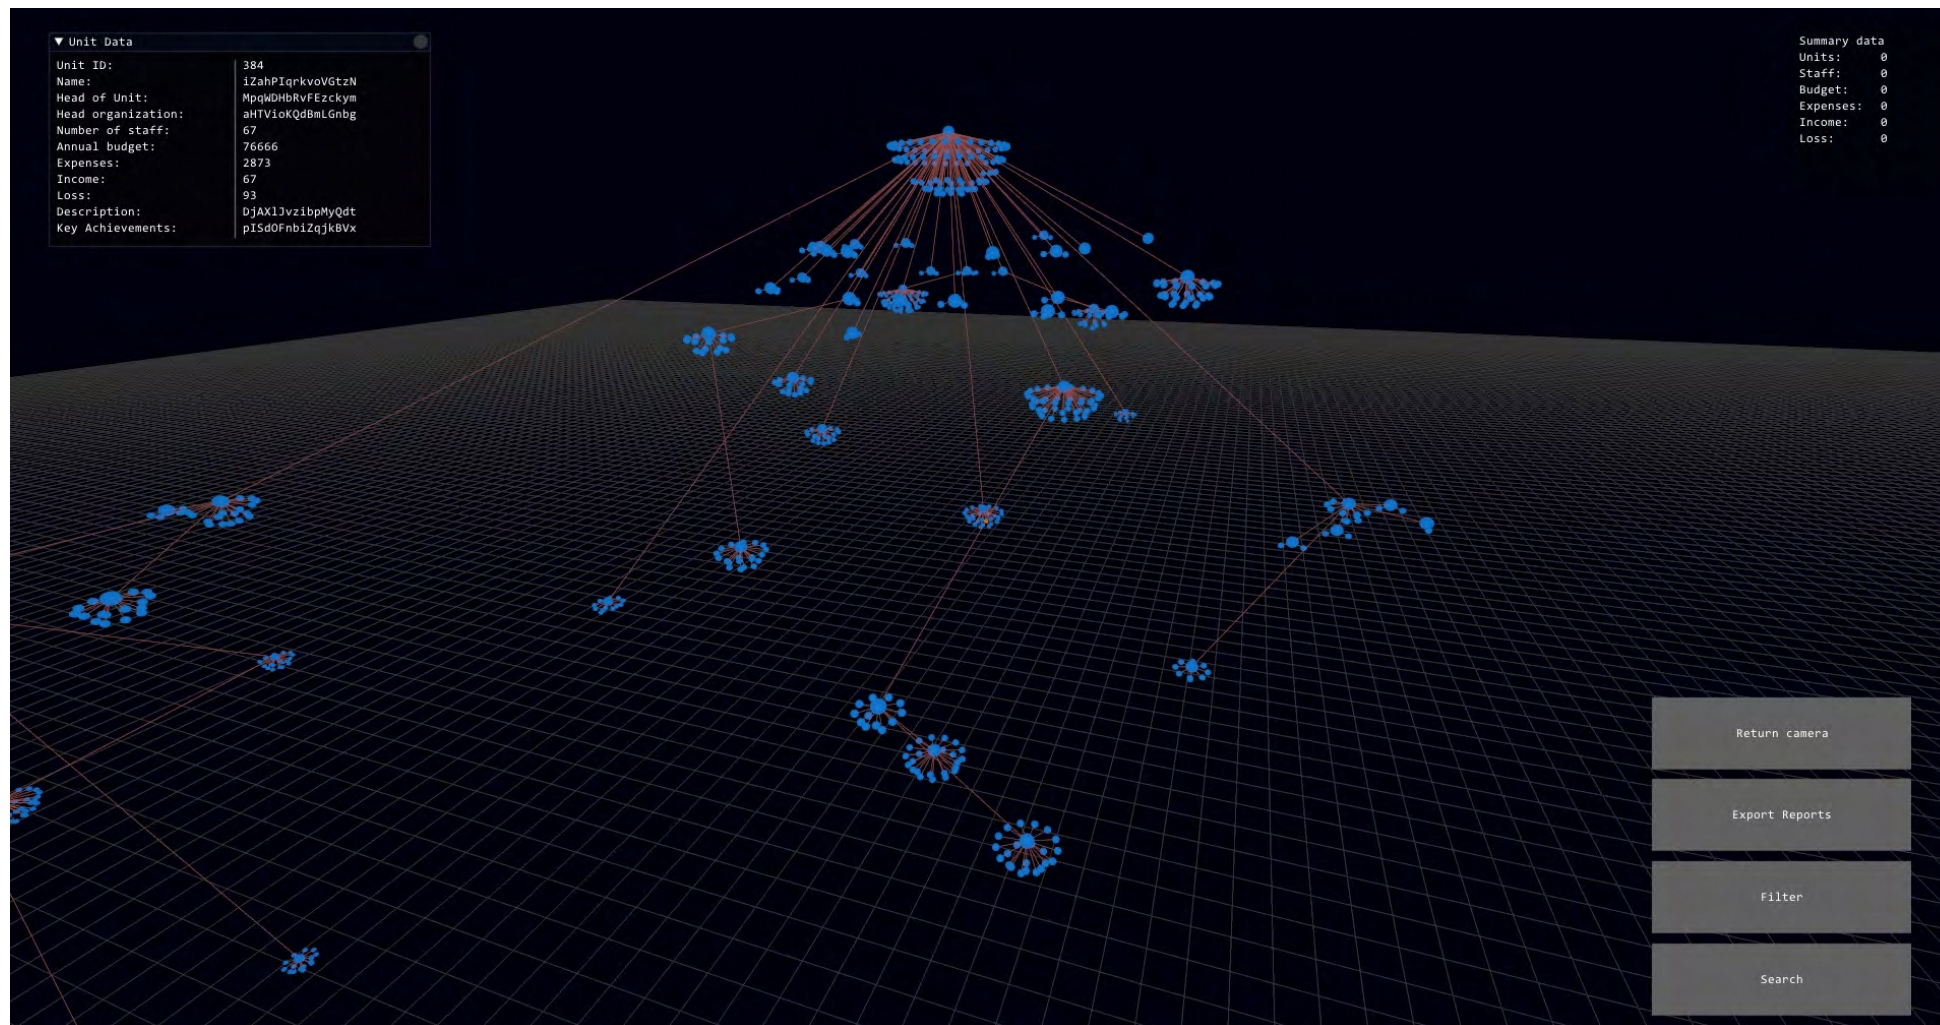 ▼ Unit Data
Unit ID: 384
Name: iZahPIqrkvoVGtzN
Head of Unit: MpqWDHbRvFEzckym
Head organization: aHTVioKQdBmLGnbg
Number of staff: 67
Annual budget: 76666
Expenses: 2873
Income: 67
Loss: 93
Description: DjAXlJvzibpMyQdt
Key Achievements: pISdOFnbiZqjkBVx
Summary data
Units: 0
Staff: 0
Budget: 0
Expenses: 0
Income: 0
Loss: 0
Return camera
Export Reports
Filter
Search